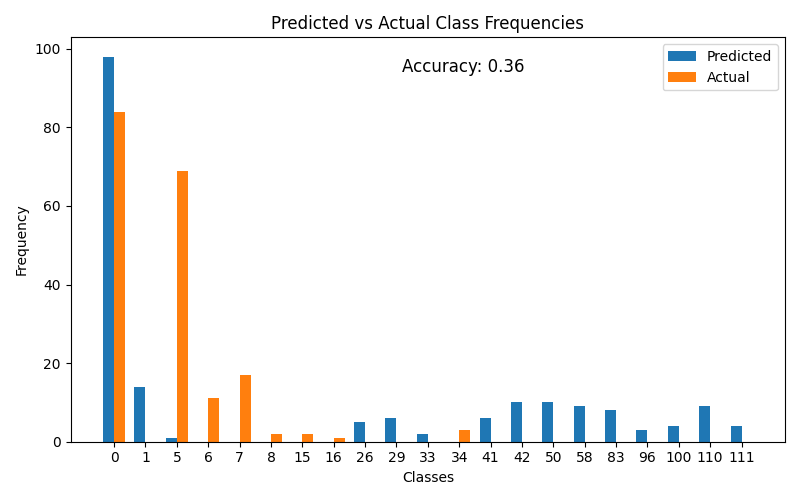 Predicted vs Actual Class Frequencies
Accuracy: 0.36
Predicted
Actual
100
80
60
40
20
0
Frequency
0 1 5 6 7 8 15 16 26 29 33 34 41 42 50 58 83 96 100 110 111
Classes